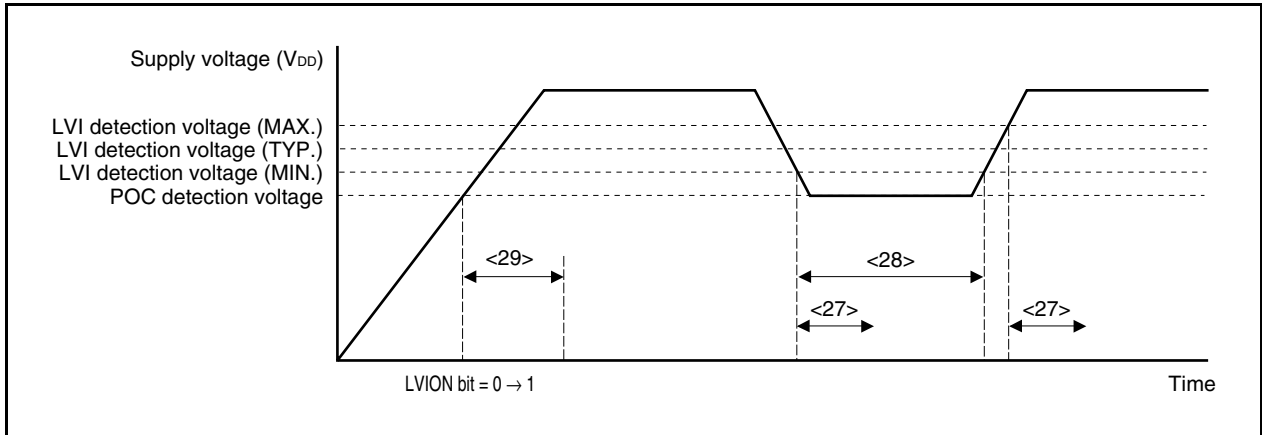 Supply voltage (VDD)
LVI detection voltage (MAX.)
LVI detection voltage (TYP.)
LVI detection voltage (MIN.)
POC detection voltage
<29>
<28>
<27>
<27>
LVION bit = 0 → 1
Time